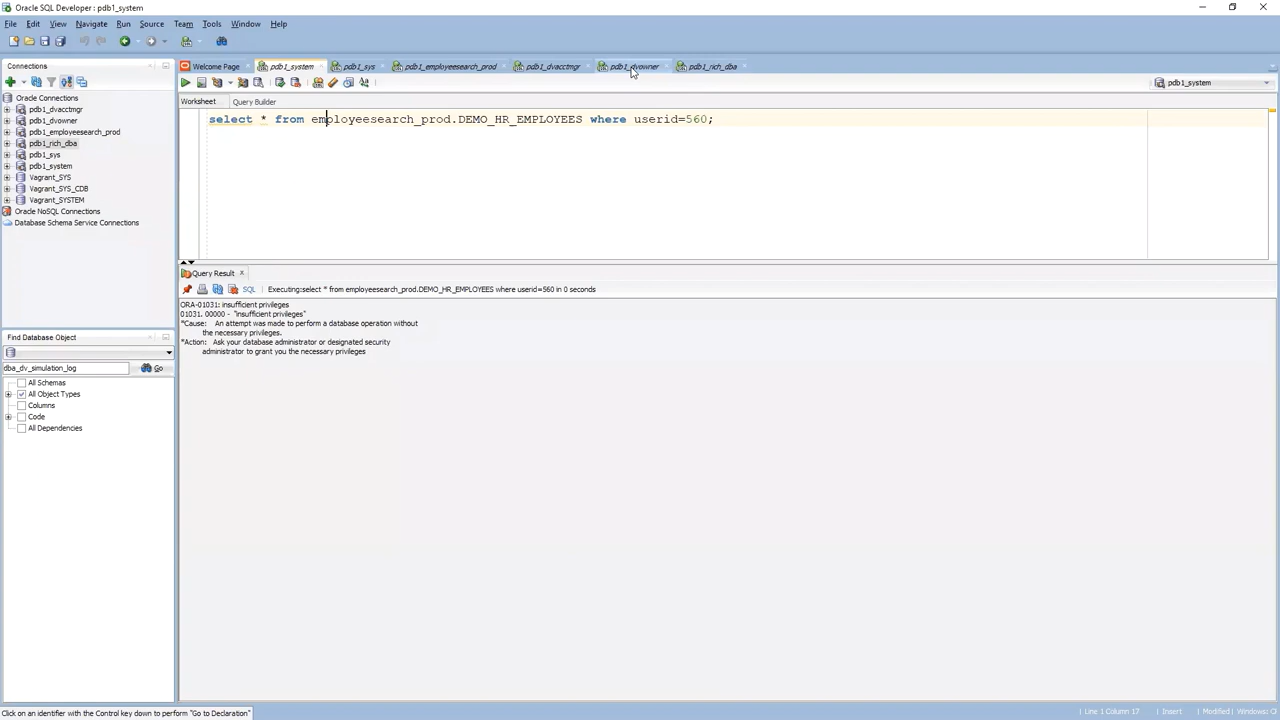 Oracle SQL Developer : pdb1_system
File Edit View Navigate Run Source Team Tools Window Help
Connections
Welcome Page pdb1_system pdb1_sys pdb1_employeesearch_prod pdb1_dvacctmgr pdb1_dvowner pdb1_rich_dba
pdb1_system
Worksheet Query Builder
Oracle Connections
pdb1_dvacctmgr
pdb1_dvowner
pdb1_employeesearch_prod
pdb1_rich_dba
pdb1_sys
pdb1_system
Vagrant_SYS
Vagrant_SYS_CDB
Vagrant_SYSTEM
Oracle NoSQL Connections
Database Schema Service Connections
select * from employeesearch_prod.DEMO_HR_EMPLOYEES where userid=560;
Query Result
SQL Executing:select * from employeesearch_prod.DEMO_HR_EMPLOYEES where userid=560 in 0 seconds
ORA-01031: insufficient privileges
01031. 00000 - "insufficient privileges"
*Cause: An attempt was made to perform a database operation without
the necessary privileges.
*Action: Ask your database administrator or designated security
administrator to grant you the necessary privileges
Find Database Object
dba_dv_simulation_log
Go
All Schemas
All Object Types
Columns
Code
All Dependencies
Click on an identifier with the Control key down to perform "Go to Declaration"
Line 1 Column 17 Insert Modified Windows: C